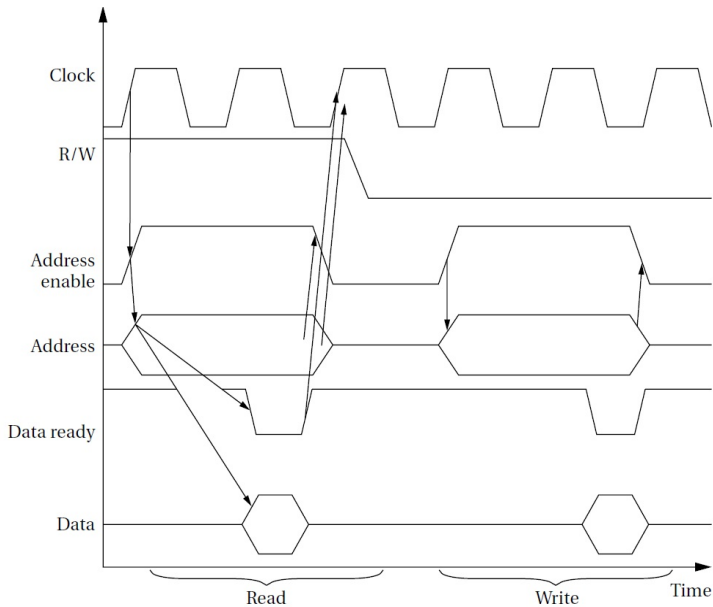 Clock
R/W
Address
enable
Address
Data ready
Data
Read
Write
Time